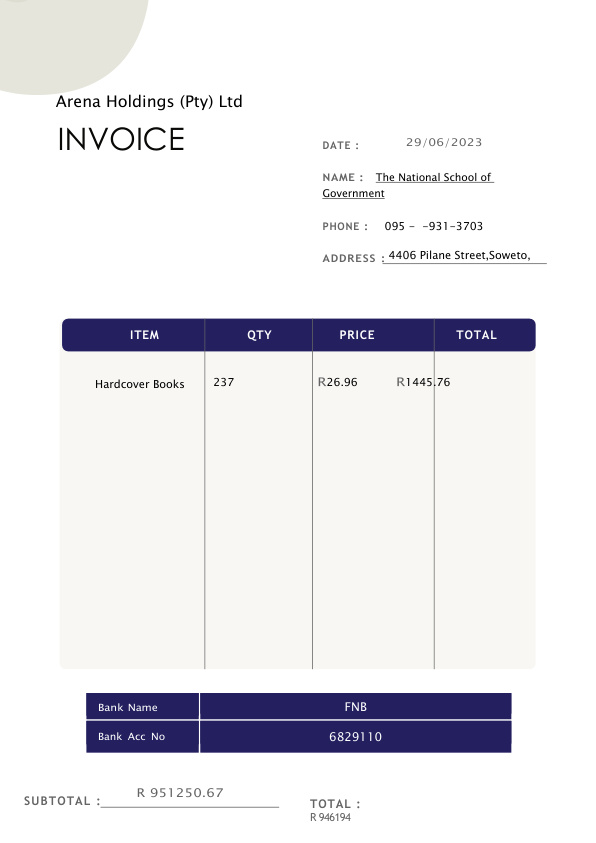 Arena Holdings (Pty) Ltd
INVOICE
DATE : 29/06/2023
NAME : The National School of
Government
PHONE : 095 - -931-3703
ADDRESS : 4406 Pilane Street,Soweto,
ITEM QTY PRICE TOTAL
Hardcover Books 237 R26.96 R1445.76
Bank Name FNB
Bank Acc No 6829110
SUBTOTAL : R 951250.67
TOTAL :
R 946194